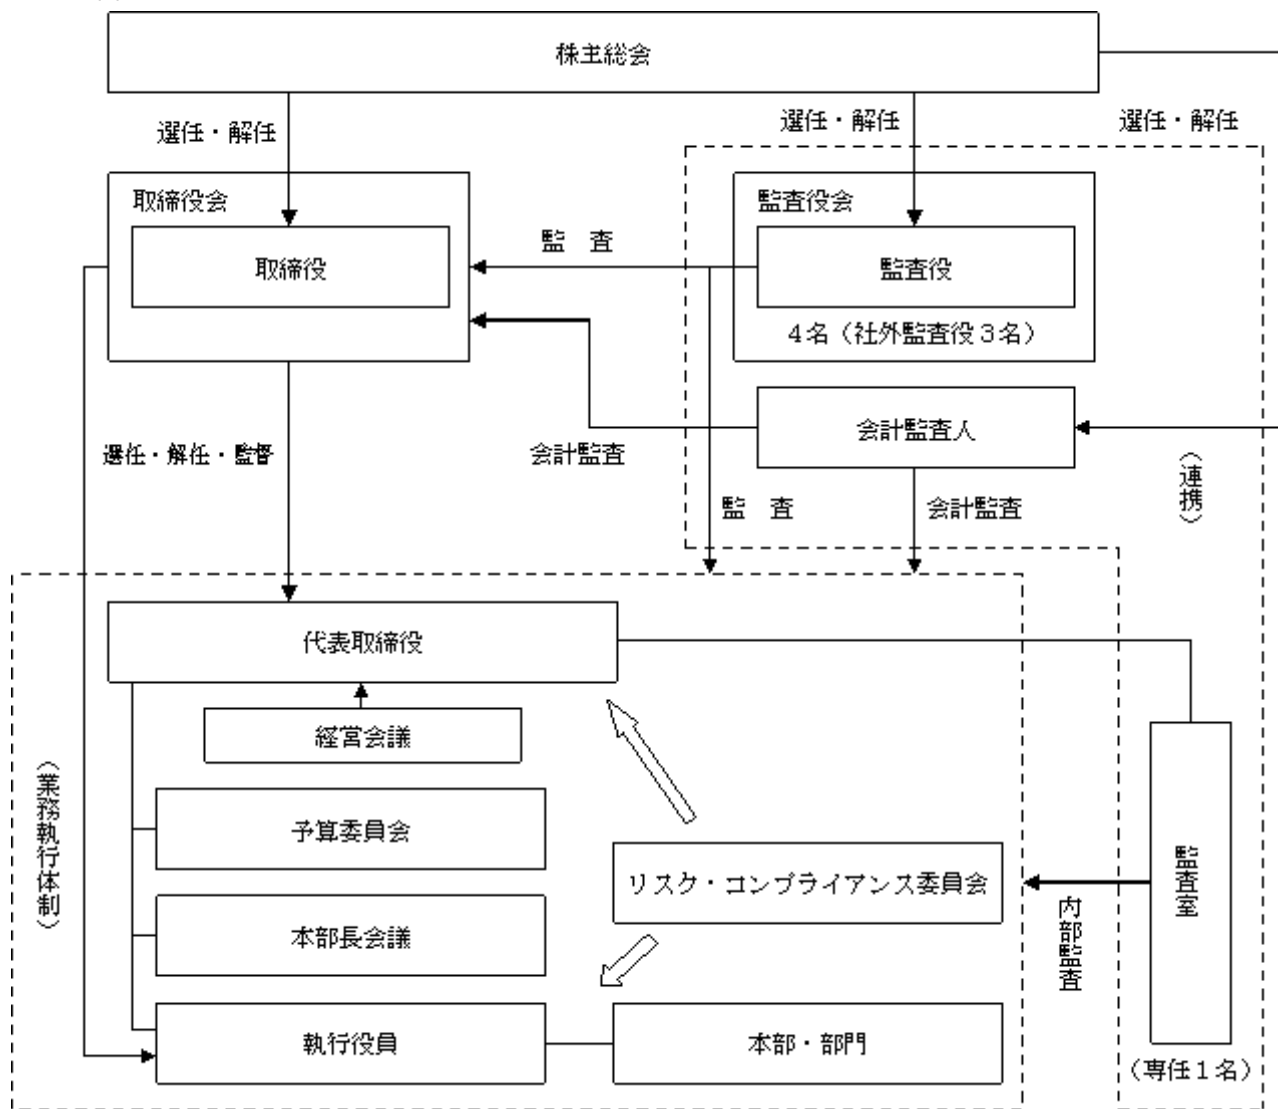 株主総会
選任・解任
選任・解任
選任・解任
取締役会
取締役
監　査
監査役会
監査役
４名（社外監査役３名）
会計監査人
選任・解任・監督
会計監査
監　査
会計監査
（連携）
代表取締役
経営会議
（業務執行体制）
予算委員会
リスク・コンプライアンス委員会
監査室
内部監査
本部長会議
執行役員
本部・部門
（専任１名）